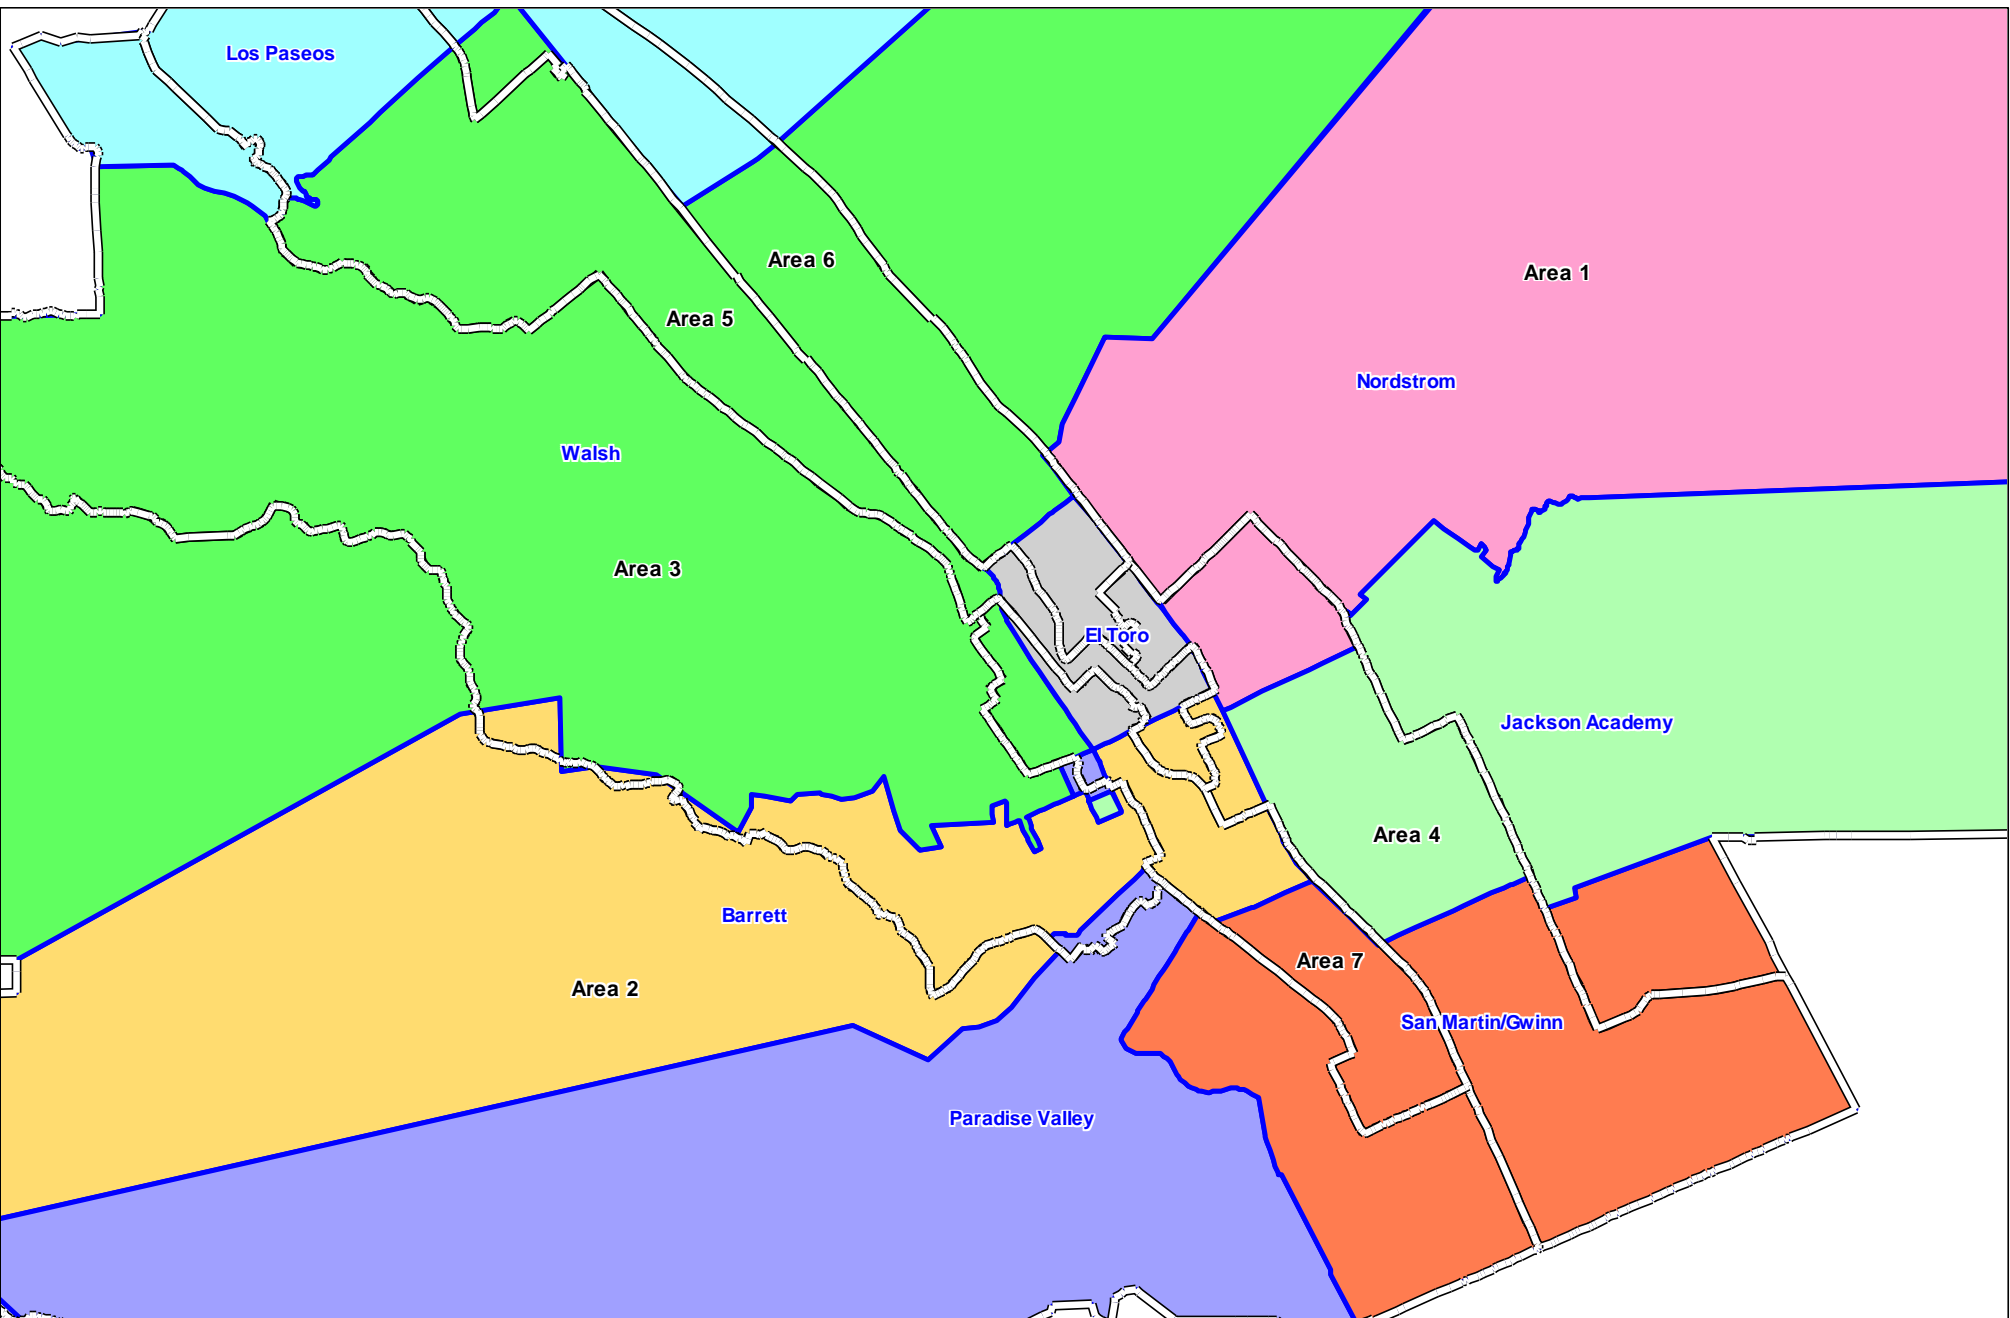 Los Paseos
Area 6
Area 1
Area 5
Nordstrom
Walsh
Area 3
El Toro
Jackson Academy
Area 4
Barrett
Area 7
Area 2
San Martin/Gwinn
Paradise Valley